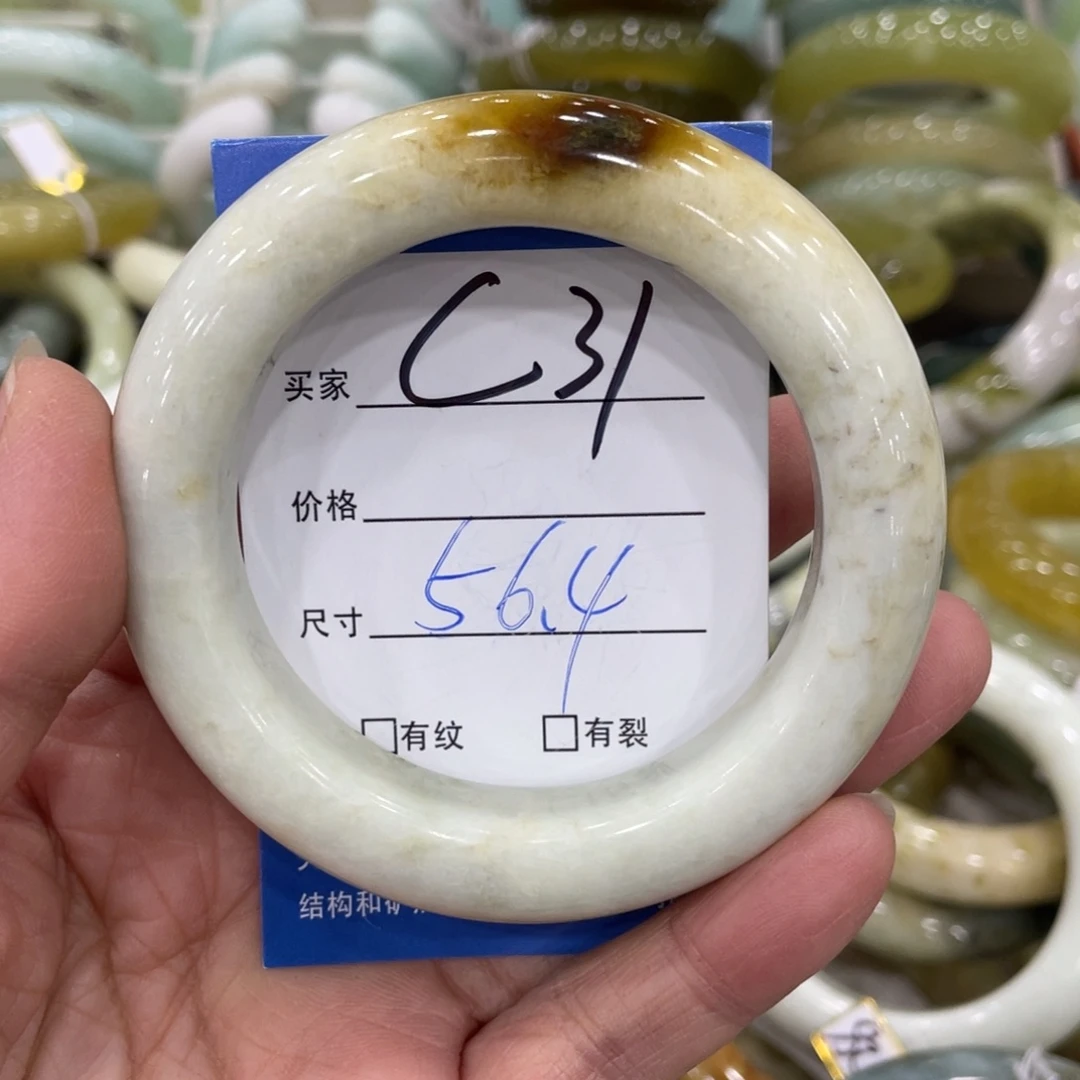 买家 C31
价格
尺寸 56.4
□有纹 □有裂
结构和